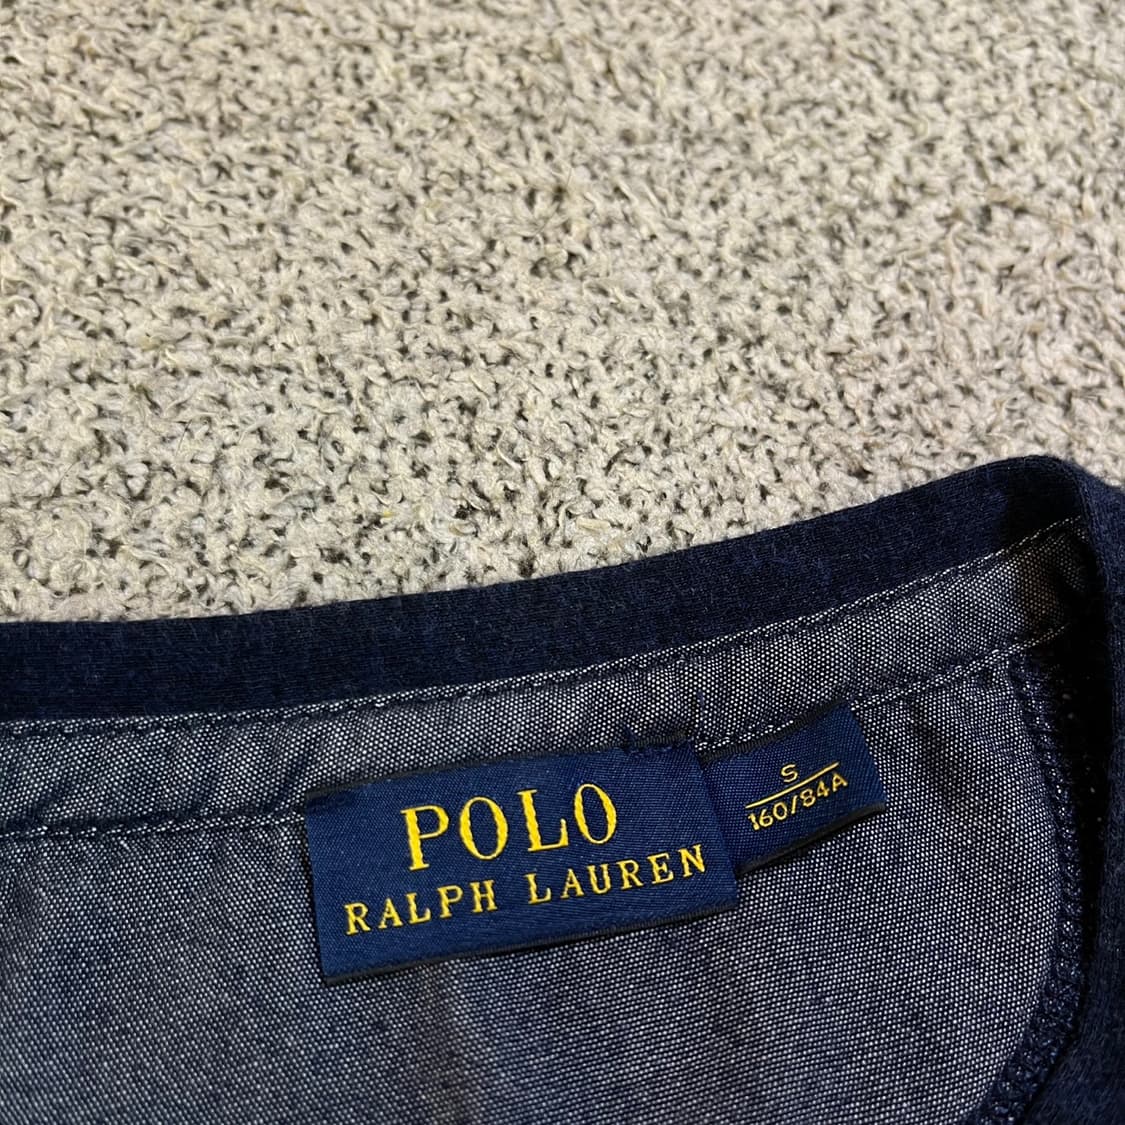 POLO
RALPH LAUREN
S
160/84A